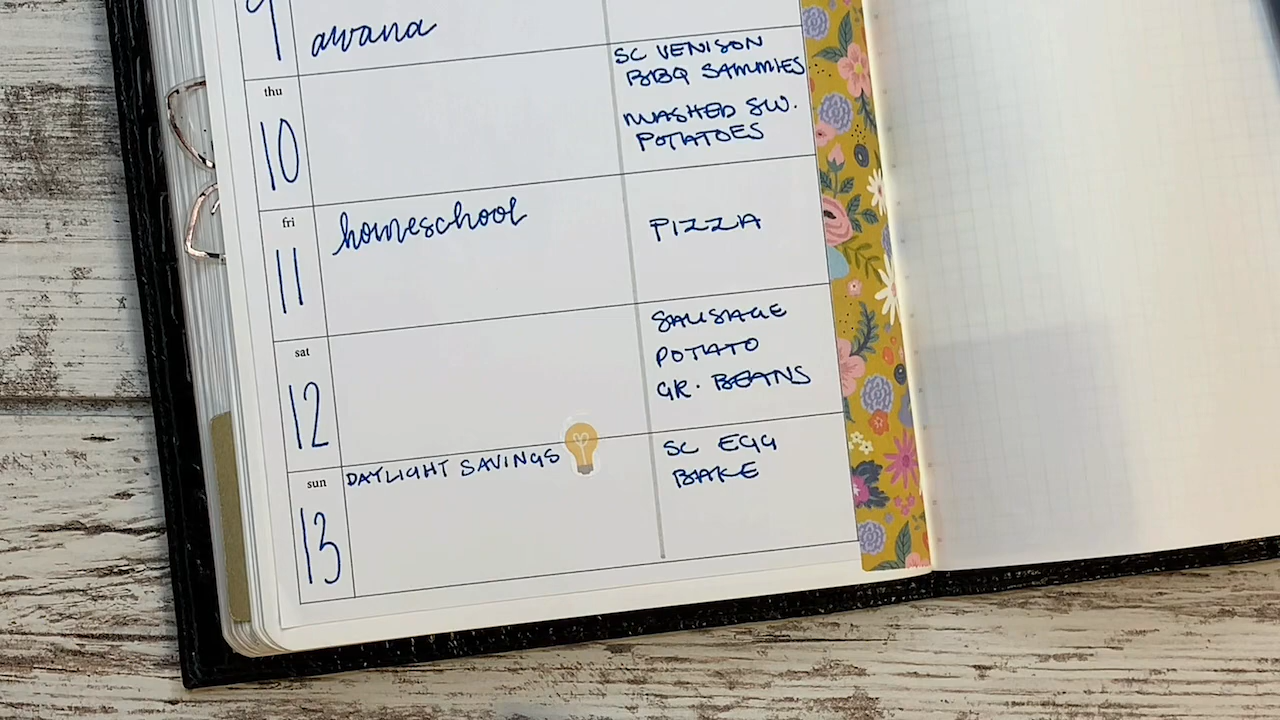 9
awana
thu
10
SC VENISON
BBQ SAMMIES
MASHED SW.
POTATOES
fri
11
homeschool
PIZZA
sat
12
SAUSAGE
POTATO
GR. BEANS
sun
13
DAYLIGHT SAVINGS
SC EGG
BAKE